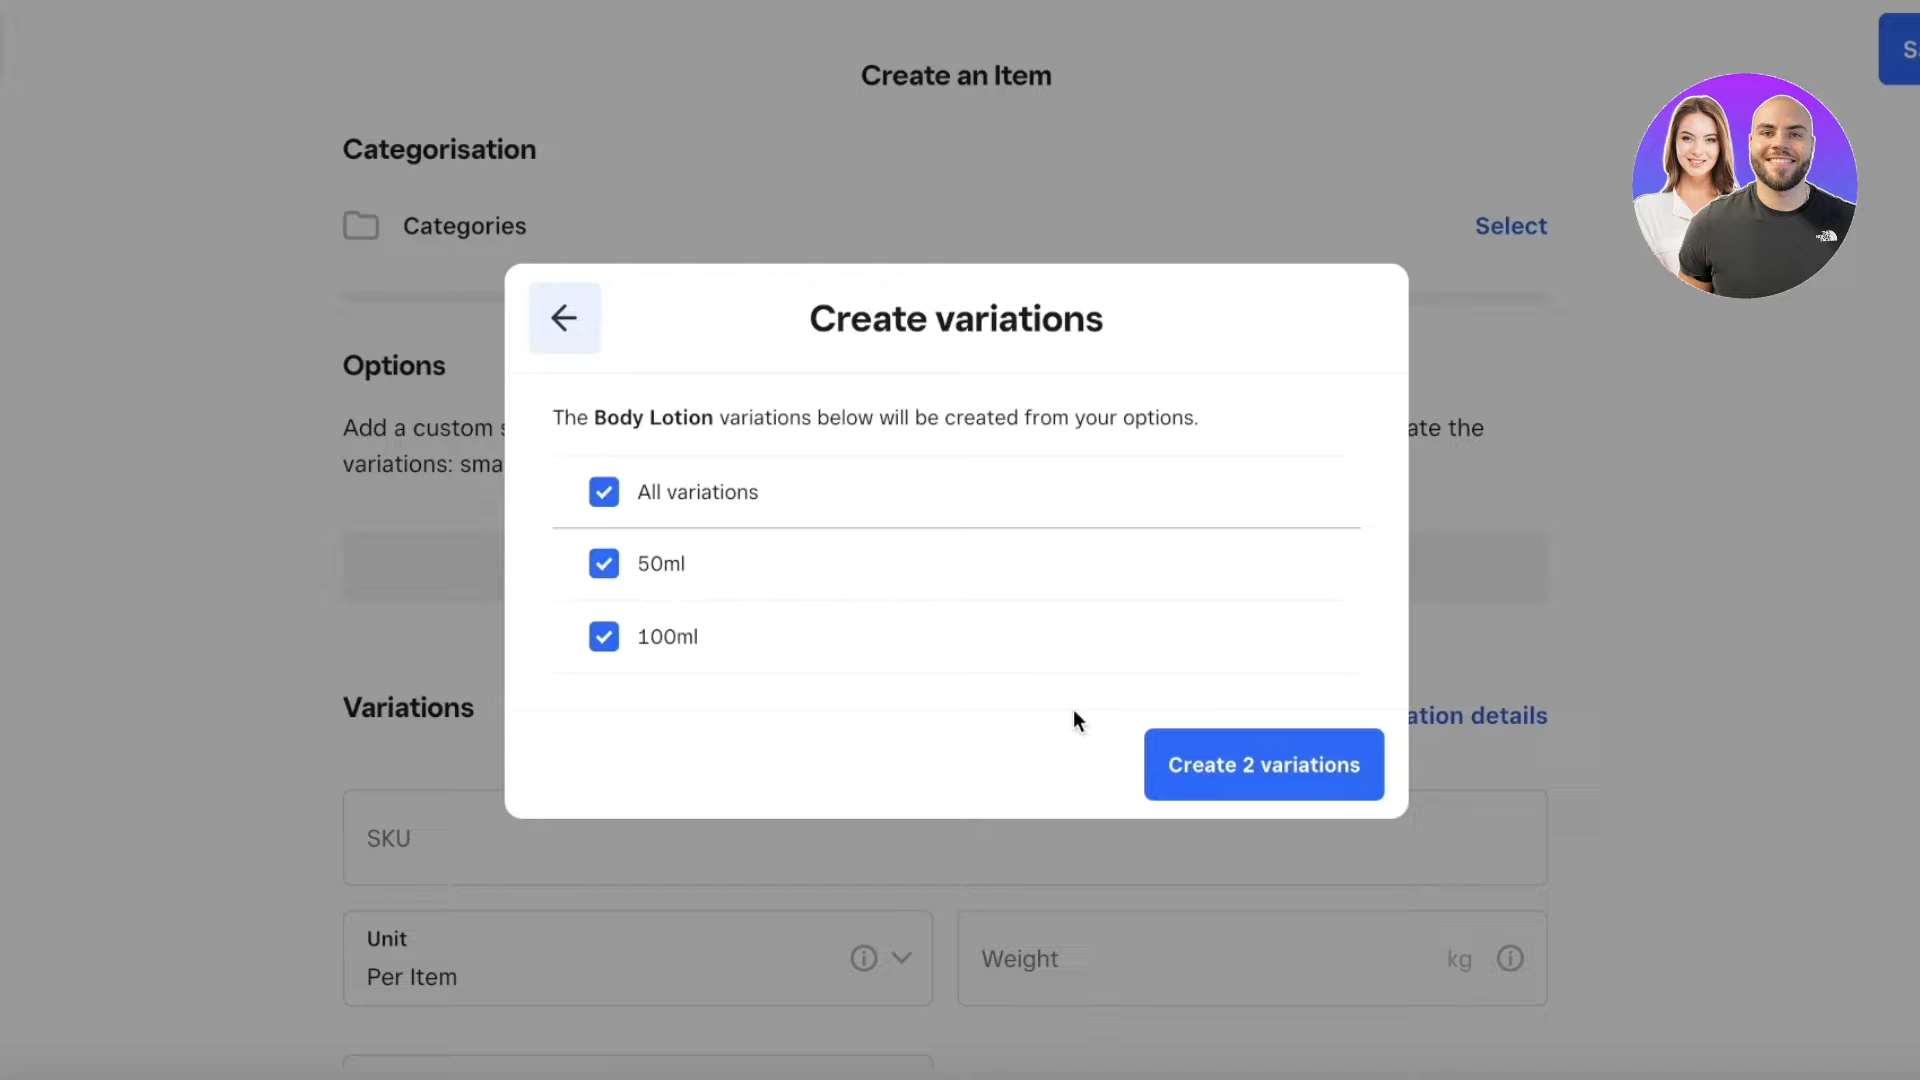 S
Create an Item
Categorisation
Categories
Select
Create variations
Options
The Body Lotion variations below will be created from your options.
Add a custom
ate the
variations: sma
All variations
50ml
100ml
Variations
ation details
Create 2 variations
SKU
Unit
Per Item
Weight
kg